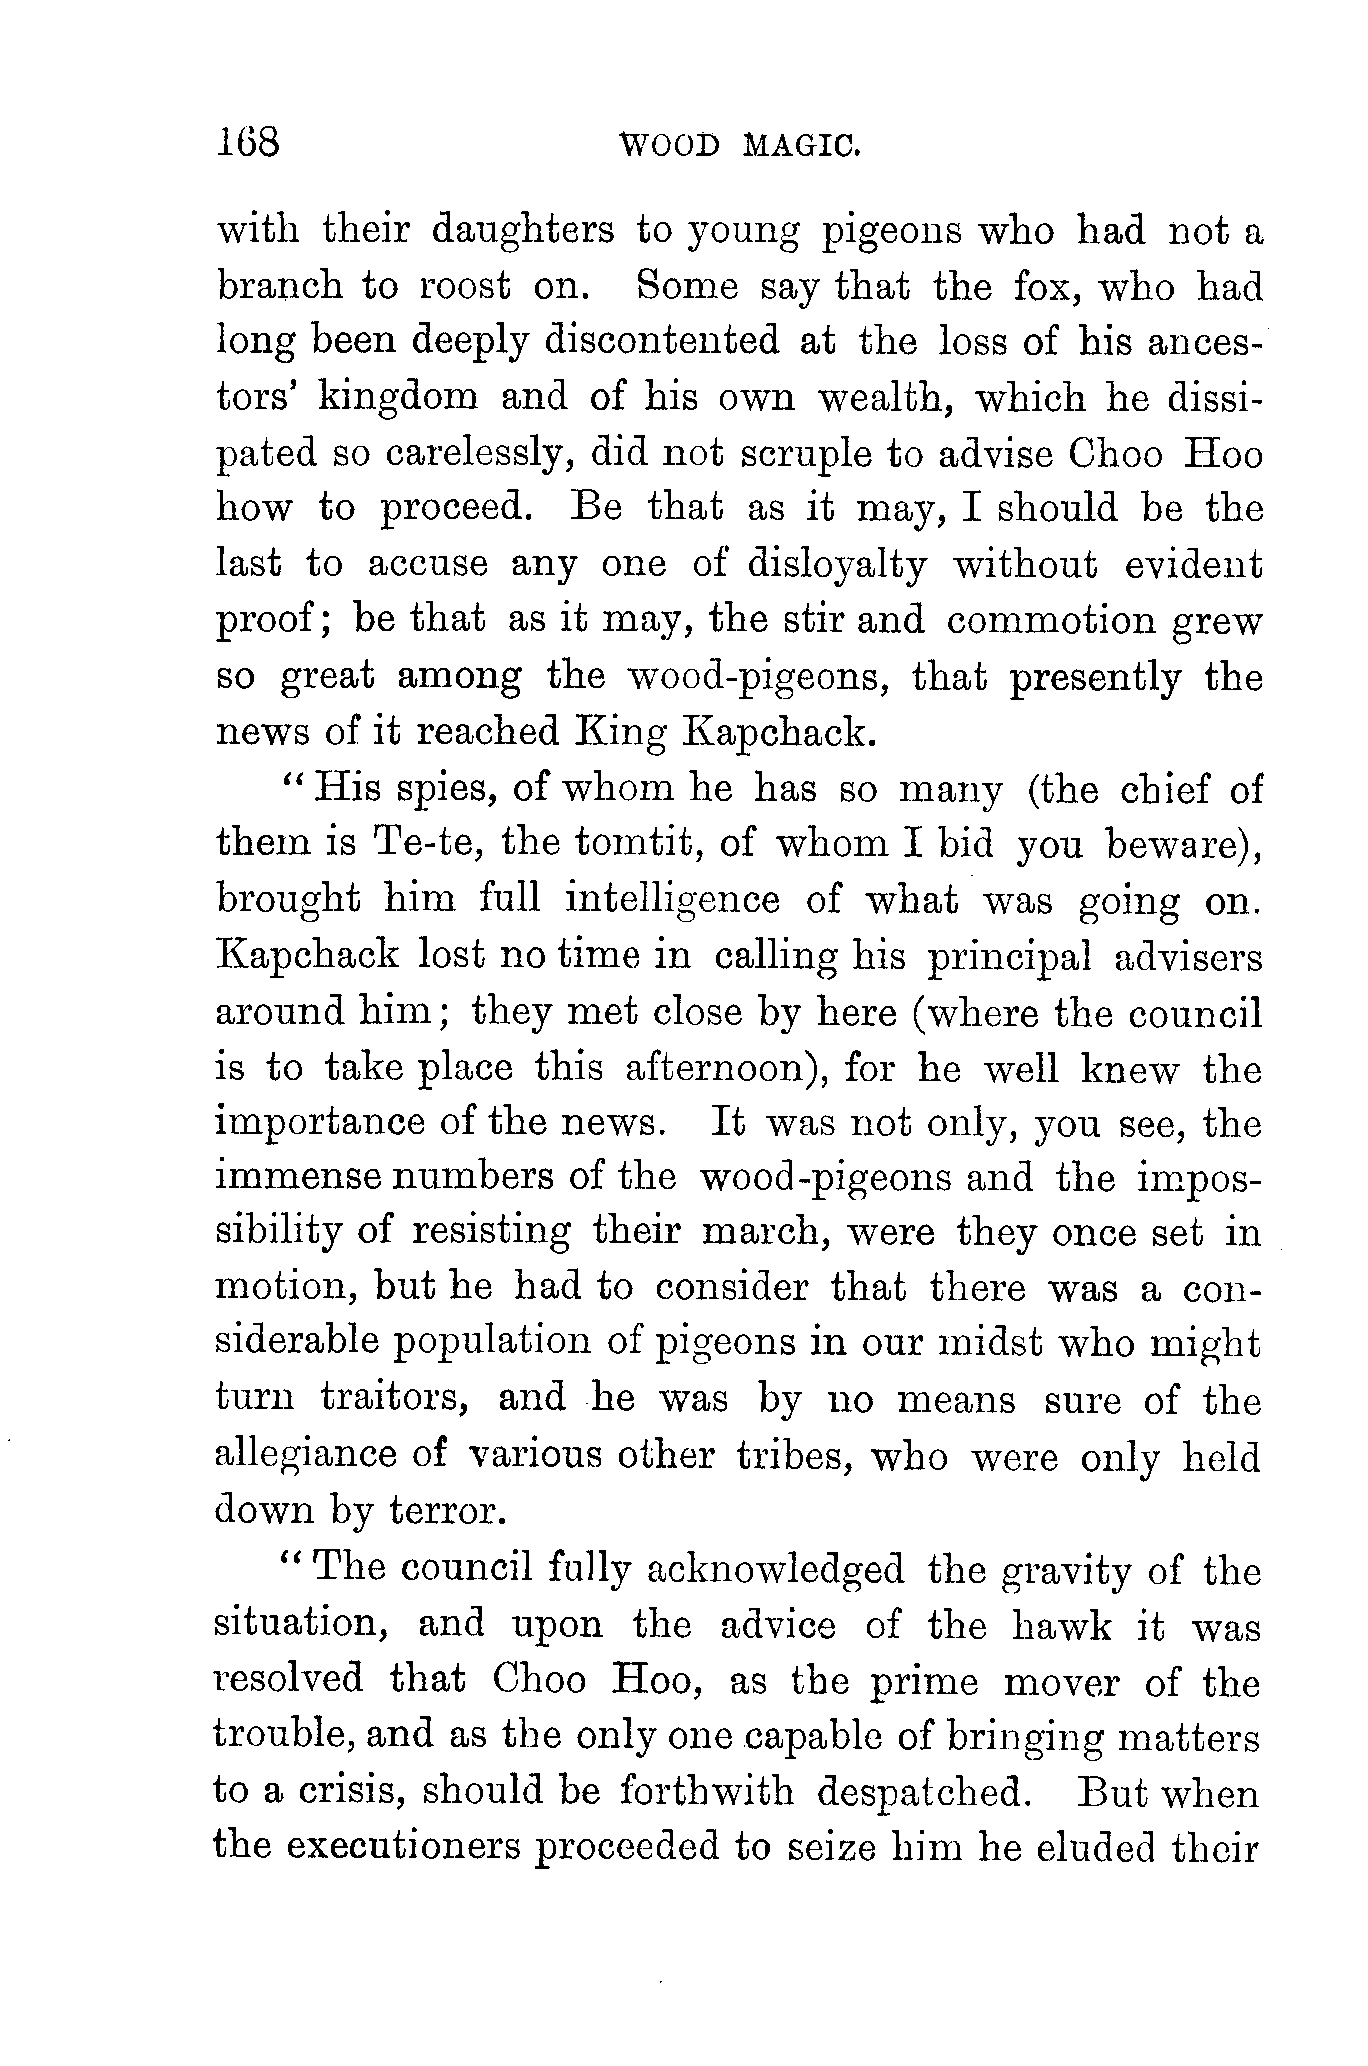 168 WOOD MAGIC.
with their daughters to young pigeons who had not a
branch to roost on. Some say that the fox, who had
long been deeply discontented at the loss of his ances-
tors' kingdom and of his own wealth, which he dissi-
pated so carelessly, did not scruple to advise Choo Hoo
how to proceed. Be that as it may, I should be the
last to accuse any one of disloyalty without evident
proof; be that as it may, the stir and commotion grew
so great among the wood-pigeons, that presently the
news of it reached King Kapchack.
“His spies, of whom he has so many (the chief of
them is Te-te, the tomtit, of whom I bid you beware),
brought him full intelligence of what was going on.
Kapchack lost no time in calling his principal advisers
around him; they met close by here (where the council
is to take place this afternoon), for he well knew the
importance of the news. It was not only, you see, the
immense numbers of the wood-pigeons and the impos-
sibility of resisting their march, were they once set in
motion, but he had to consider that there was a con-
siderable population of pigeons in our midst who might
turn traitors, and he was by no means sure of the
allegiance of various other tribes, who were only held
down by terror.
“The council fully acknowledged the gravity of the
situation, and upon the advice of the hawk it was
resolved that Choo Hoo, as the prime mover of the
trouble, and as the only one capable of bringing matters
to a crisis, should be forthwith despatched. But when
the executioners proceeded to seize him he eluded their